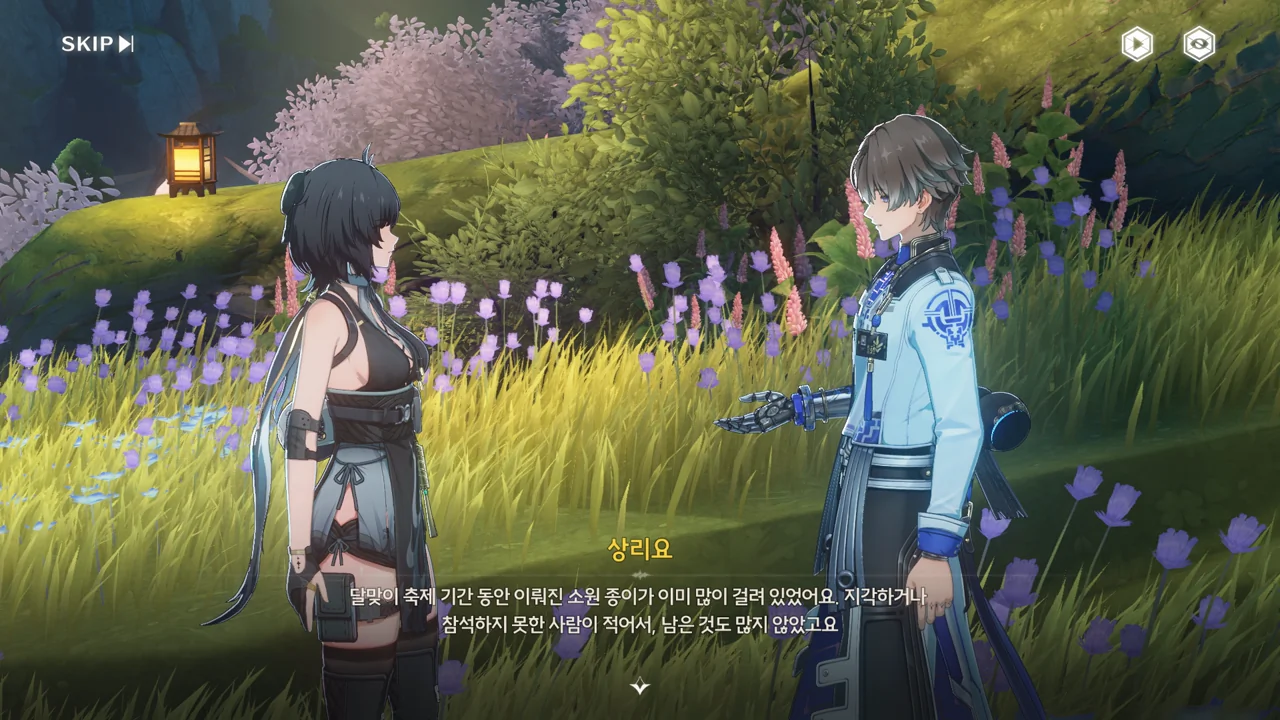 SKIP
상리요
달맞이 축제 기간 동안 이뤄진 소원 종이가 이미 많이 걸려 있었어요. 지각하거나
참석하지 못한 사람이 적어서, 남은 것도 많지 않았고요